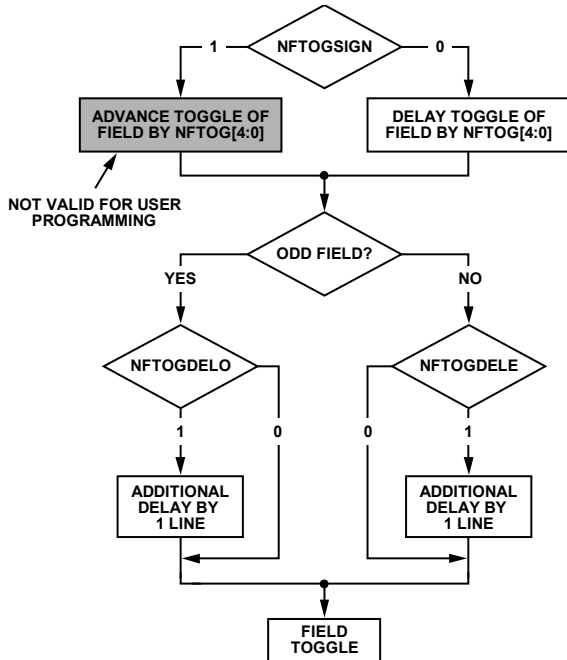 1
NFTOGSIGN
0
ADVANCE TOGGLE OF
FIELD BY NFTOG[4:0]
DELAY TOGGLE OF
FIELD BY NFTOG[4:0]
NOT VALID FOR USER
PROGRAMMING
ODD FIELD?
YES
NO
NFTOGDELO
NFTOGDELE
1
0
0
1
ADDITIONAL
DELAY BY
1 LINE
ADDITIONAL
DELAY BY
1 LINE
FIELD
TOGGLE